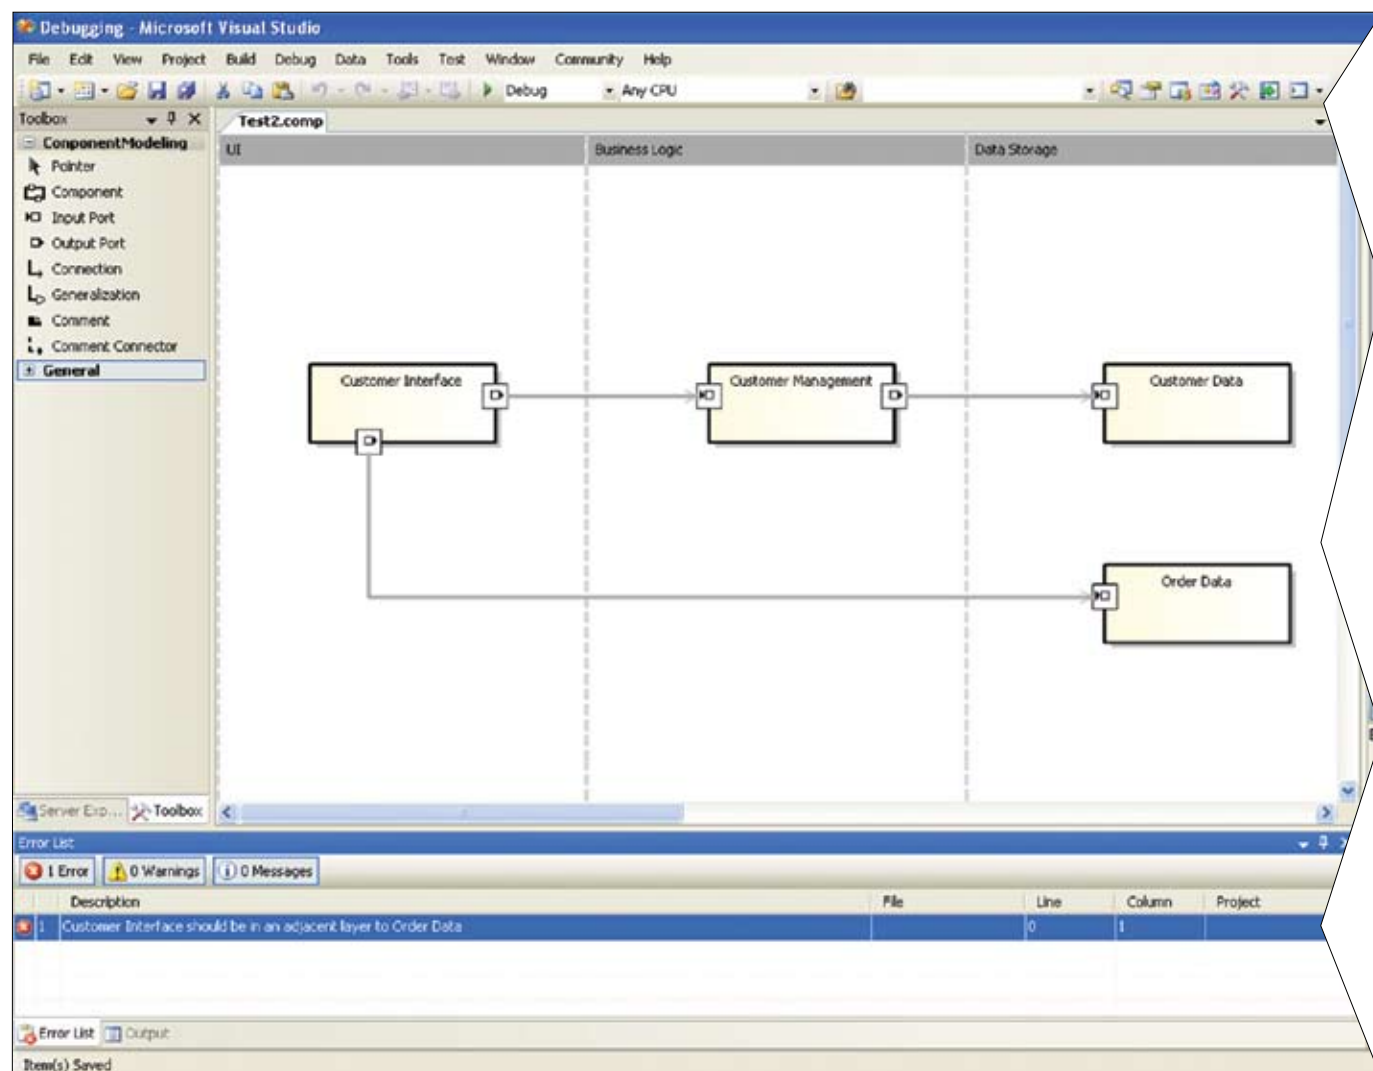 Debugging - Microsoft Visual Studio
File Edit View Project Build Debug Data Tools Test Window Community Help
Debug Any CPU
Toolbox
Test2.comp
ConponentModeling
UI Business Logic Data Storage
Pointer
Component
Input Port
Output Port
Connection
Generalization
Comment
Comment Connector
General
Customer Interface Customer Management Customer Data
Order Data
Server Exp... Toolbox
Error List
1 Error 0 Warnings 0 Messages
Description File Line Column Project
1 Customer Interface should be in an adjacent layer to Order Data 0 1
Error List Output
Item(s) Saved